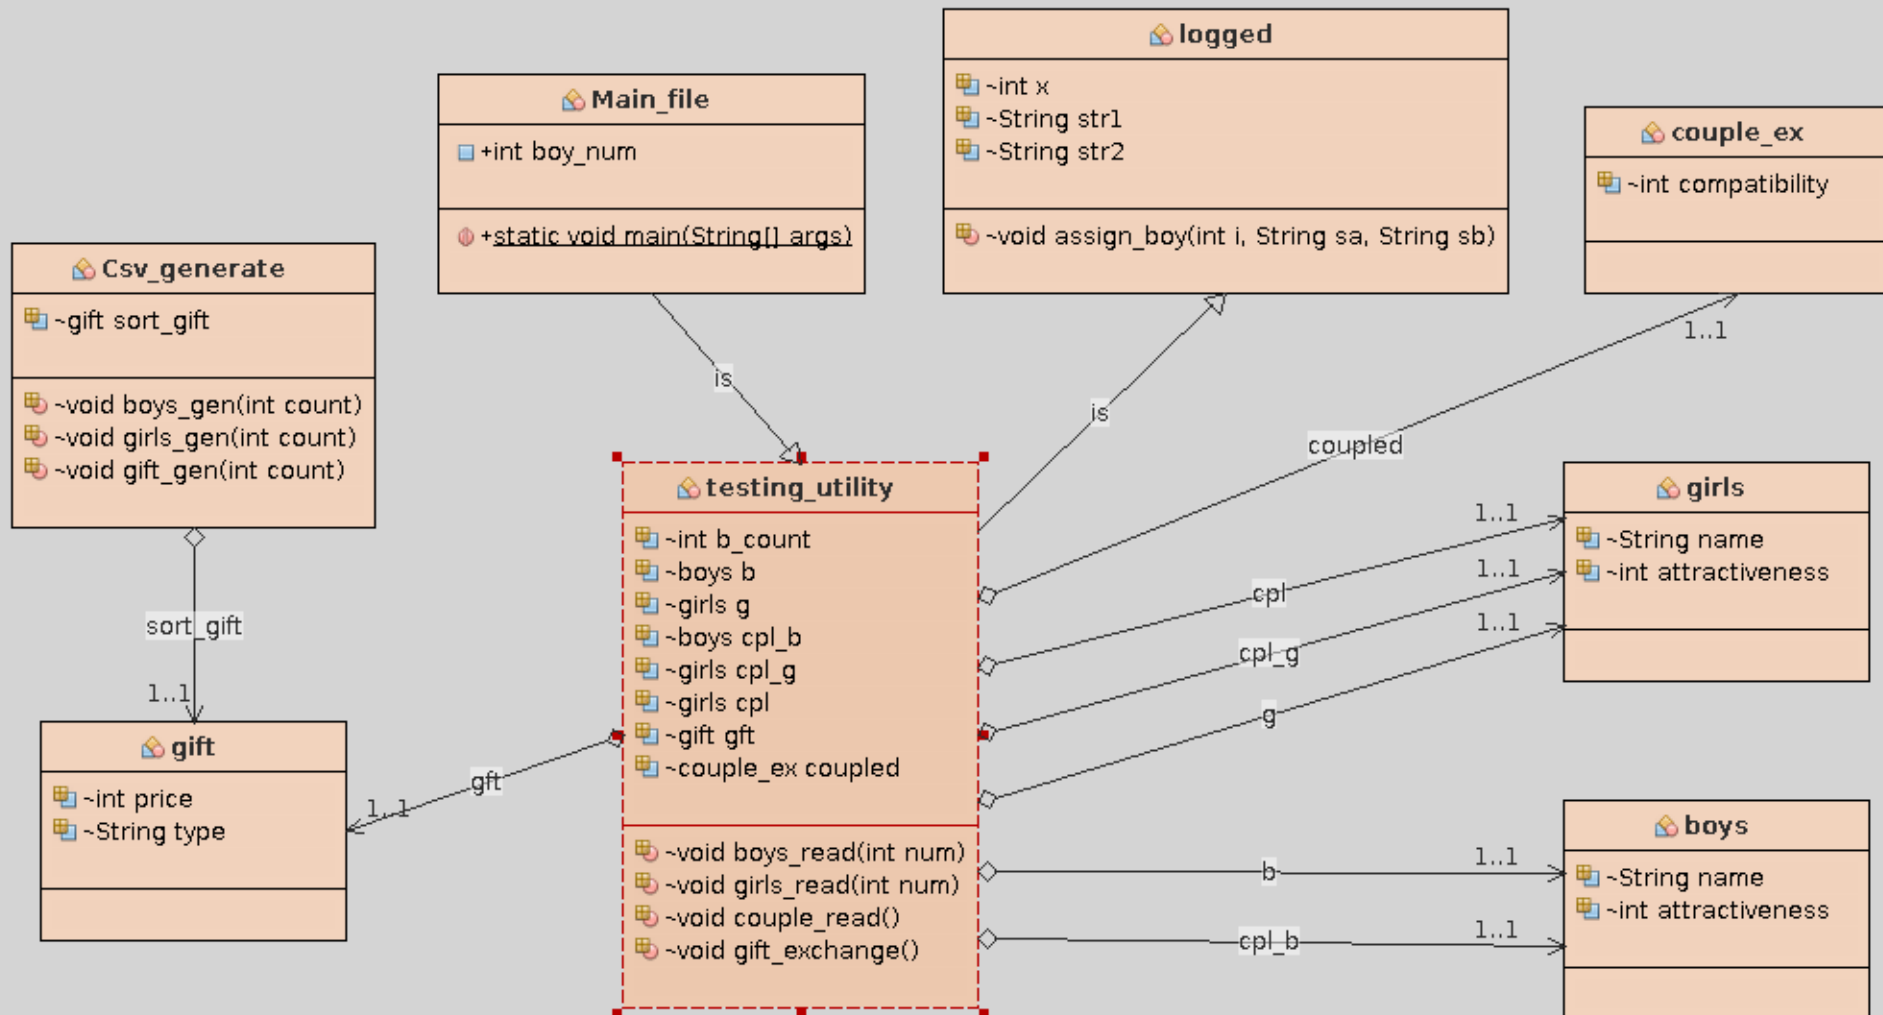 logged
~int x
~String str1
~String str2
~void assign_boy(int i, String sa, String sb)
Main_file
+int boy_num
+static void main(String[] args)
couple_ex
~int compatibility
Csv_generate
~gift sort_gift
~void boys_gen(int count)
~void girls_gen(int count)
~void gift_gen(int count)
is
is
coupled
1..1
testing_utility
~int b_count
~boys b
~girls g
~boys cpl_b
~girls cpl_g
~girls cpl
~gift gft
~couple_ex coupled
~void boys_read(int num)
~void girls_read(int num)
~void couple_read()
~void gift_exchange()
girls
~String name
~int attractiveness
cpl
1..1
cpl_g
1..1
g
1..1
sort_gift
1..1
gift
~int price
~String type
gft
1..1
boys
~String name
~int attractiveness
b
1..1
cpl_b
1..1